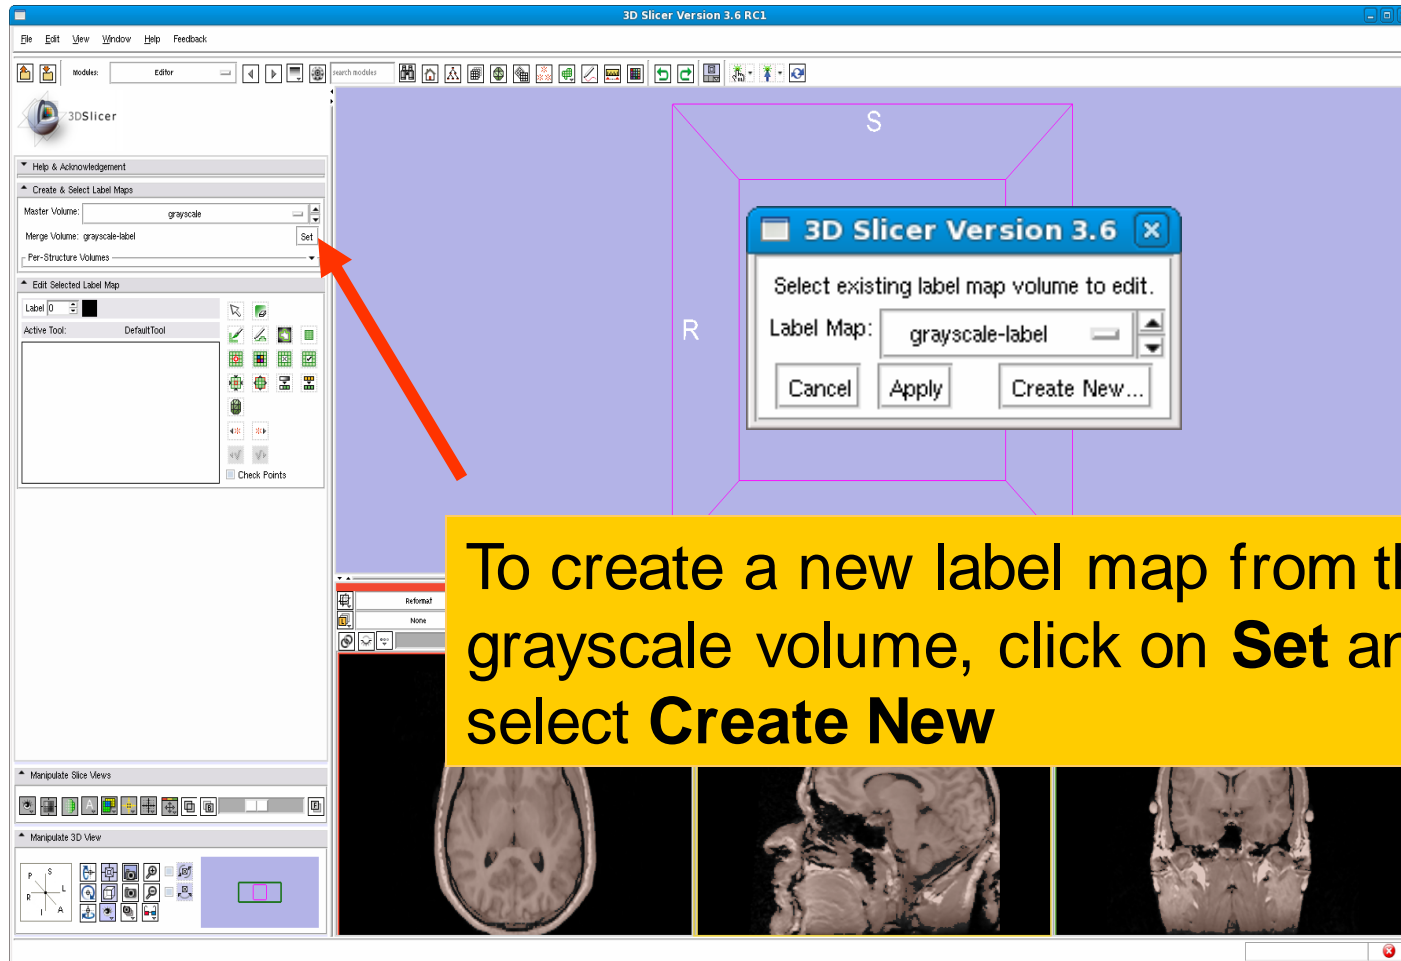 3D Slicer Version 3.6 RC1
File Edit View Window Help Feedback
Modules: Editor search modules
3DSlicer
Help & Acknowledgement
Create & Select Label Maps
Master Volume: grayscale
Merge Volume: grayscale-label Set
Per-Structure Volumes
Edit Selected Label Map
Label 0
Active Tool: DefaultTool
Check Points
S
R
3D Slicer Version 3.6
Select existing label map volume to edit.
Label Map: grayscale-label
Cancel Apply Create New...
To create a new label map from th
grayscale volume, click on Set an
select Create New
Reformat
None
Manipulate Slice Views
Manipulate 3D View
P S
R L
I A